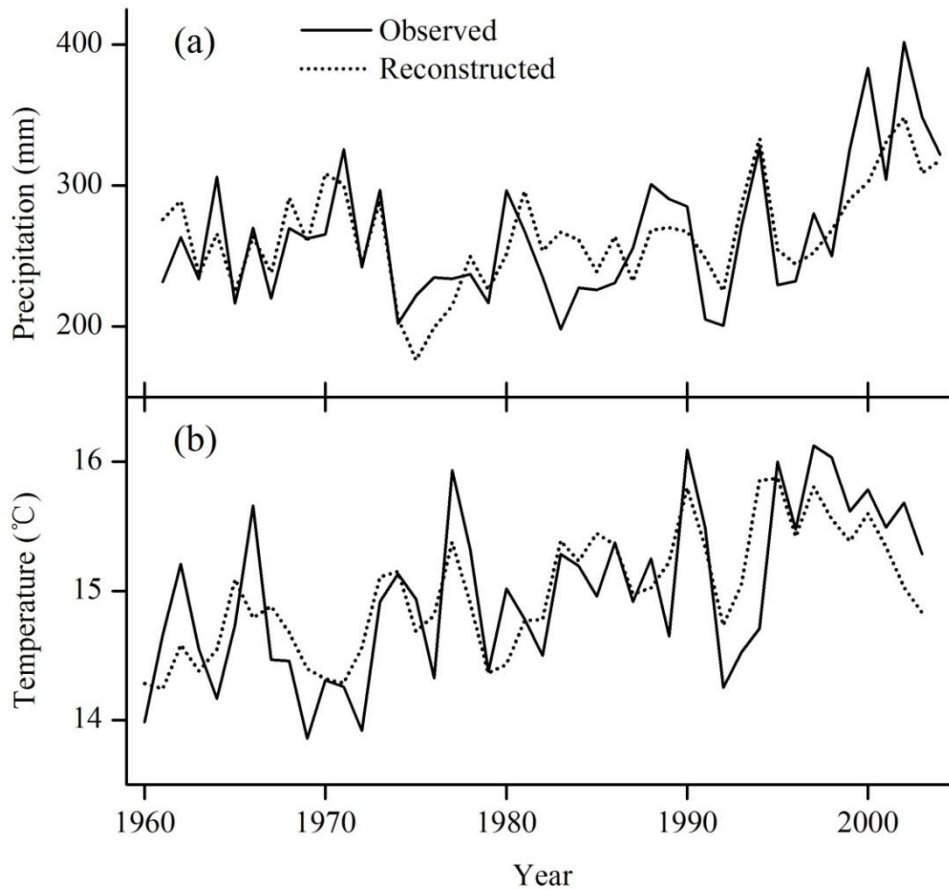 (a)
Observed
Reconstructed
400
300
200
Precipitation (mm)
(b)
16
15
14
Temperature (℃)
1960 1970 1980 1990 2000
Year